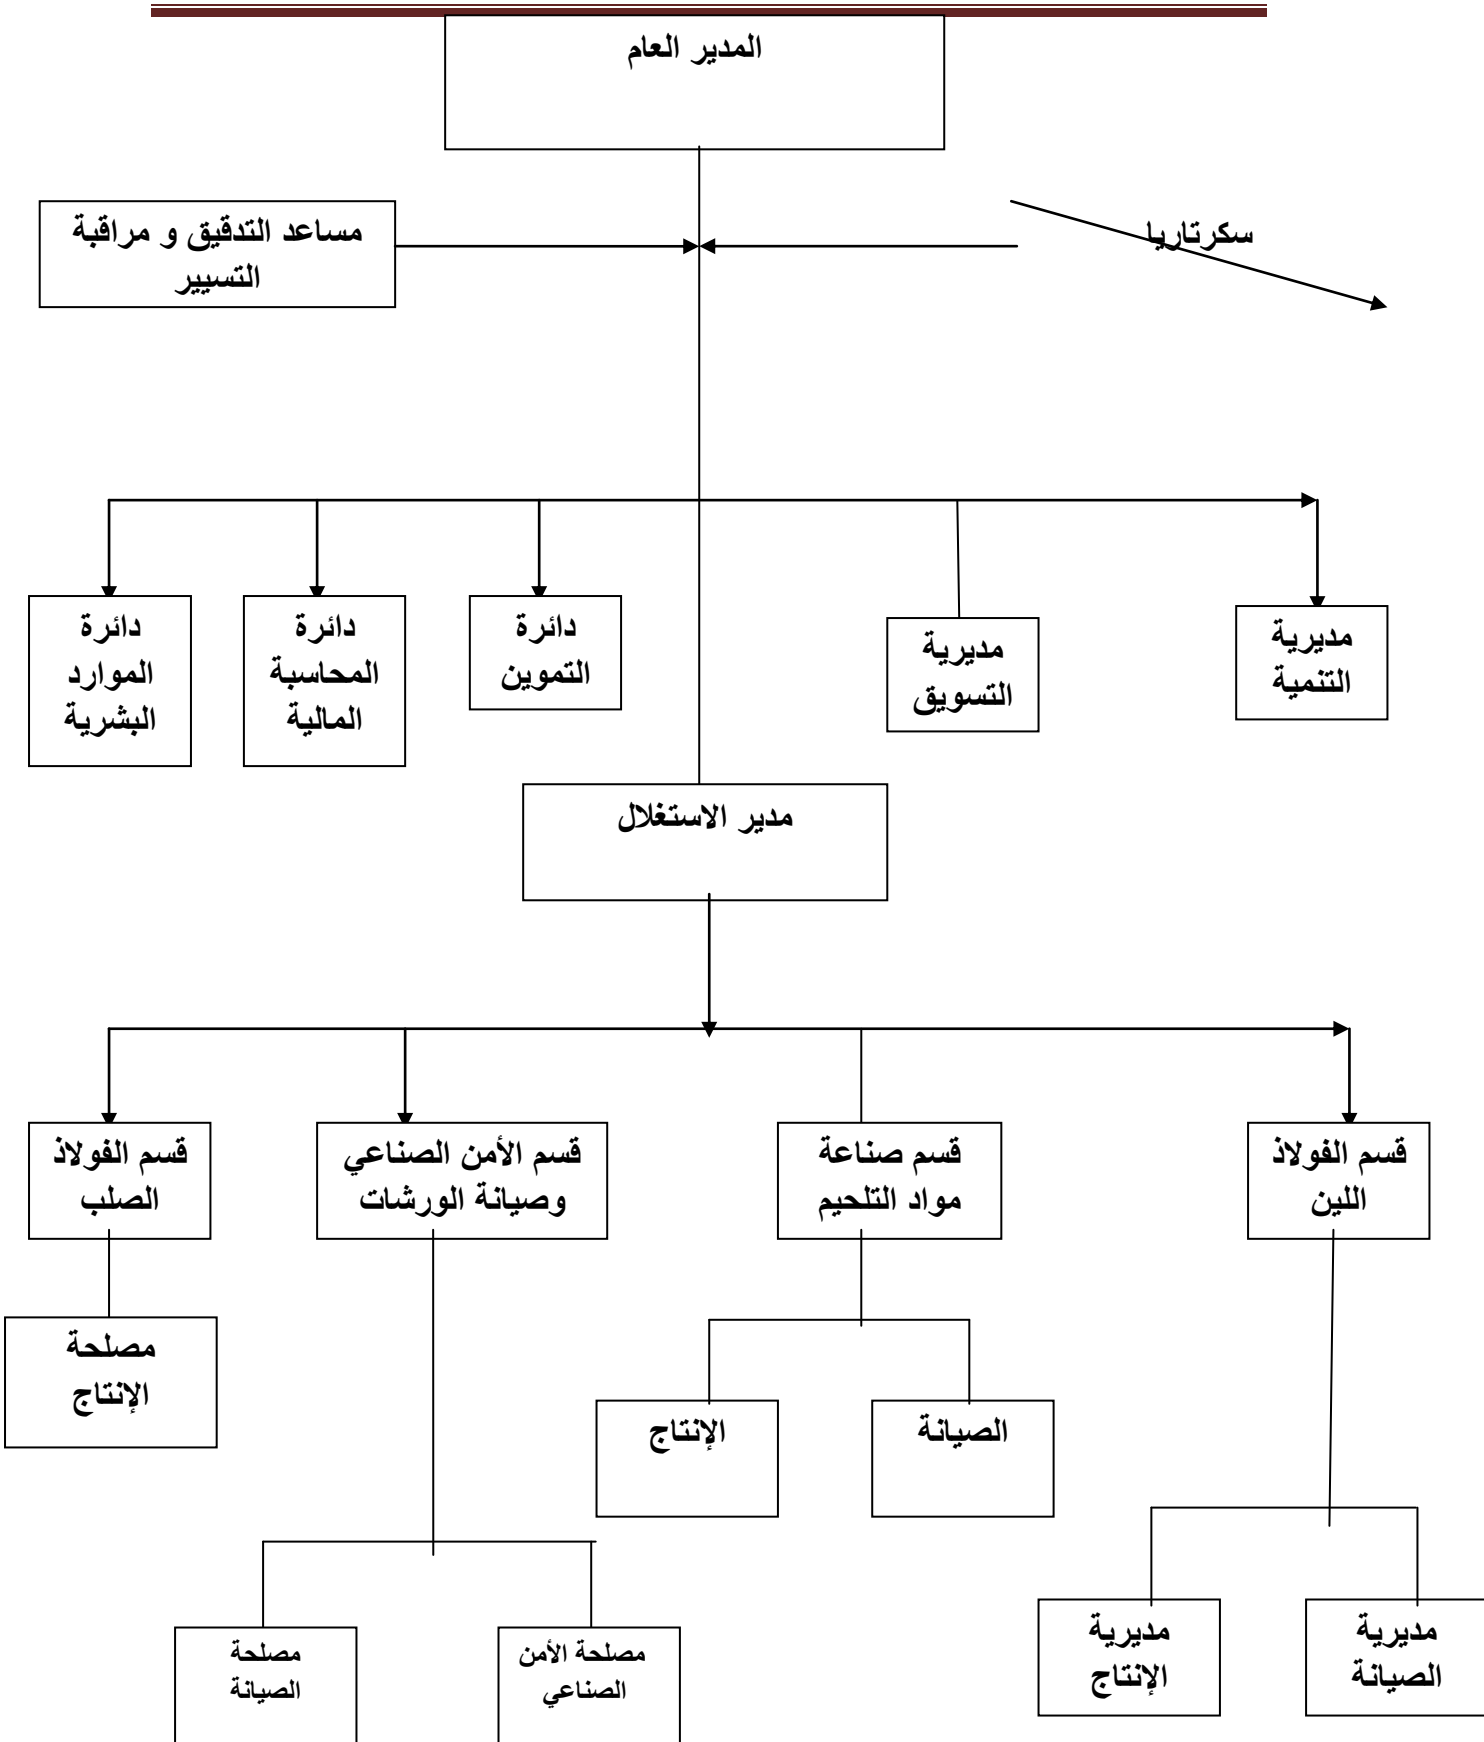 المدير العام
سكرتاريا
مساعد التدقيق و مراقبة
التسيير
مديرية
التنمية
مديرية
التسويق
دائرة
التموين
دائرة
المحاسبة
المالية
دائرة
الموارد
البشرية
مدير الاستغلال
قسم الفولاذ
اللين
قسم صناعة
مواد التلحيم
قسم الأمن الصناعي
وصيانة الورشات
قسم الفولاذ
الصلب
مصلحة
الإنتاج
الصيانة
الإنتاج
مديرية
الصيانة
مديرية
الإنتاج
مصلحة الأمن
الصناعي
مصلحة
الصيانة